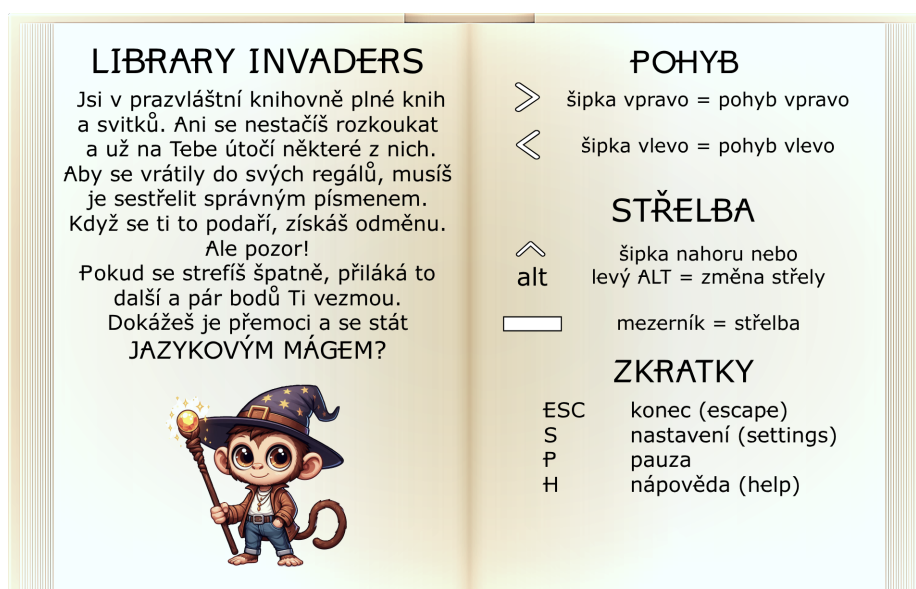 LIBRARY INVADERS
Jsi v prazvláštní knihovně plné knih
a svitků. Ani se nestačíš rozkoukat
a už na Tebe útočí některé z nich.
Aby se vrátily do svých regálů, musíš
je sestřelit správným písmenem.
Když se ti to podaří, získáš odměnu.
Ale pozor!
Pokud se strefíš špatně, přiláká to
další a pár bodů Ti vezmou.
Dokážeš je přemoci a se stát
JAZYKOVÝM MÁGEM?
POHYB
šipka vpravo = pohyb vpravo
šipka vlevo = pohyb vlevo
STŘELBA
šipka nahoru nebo
alt levý ALT = změna střely
mezerník = střelba
ZKRATKY
ESC konec (escape)
S nastavení (settings)
P pauza
H nápověda (help)